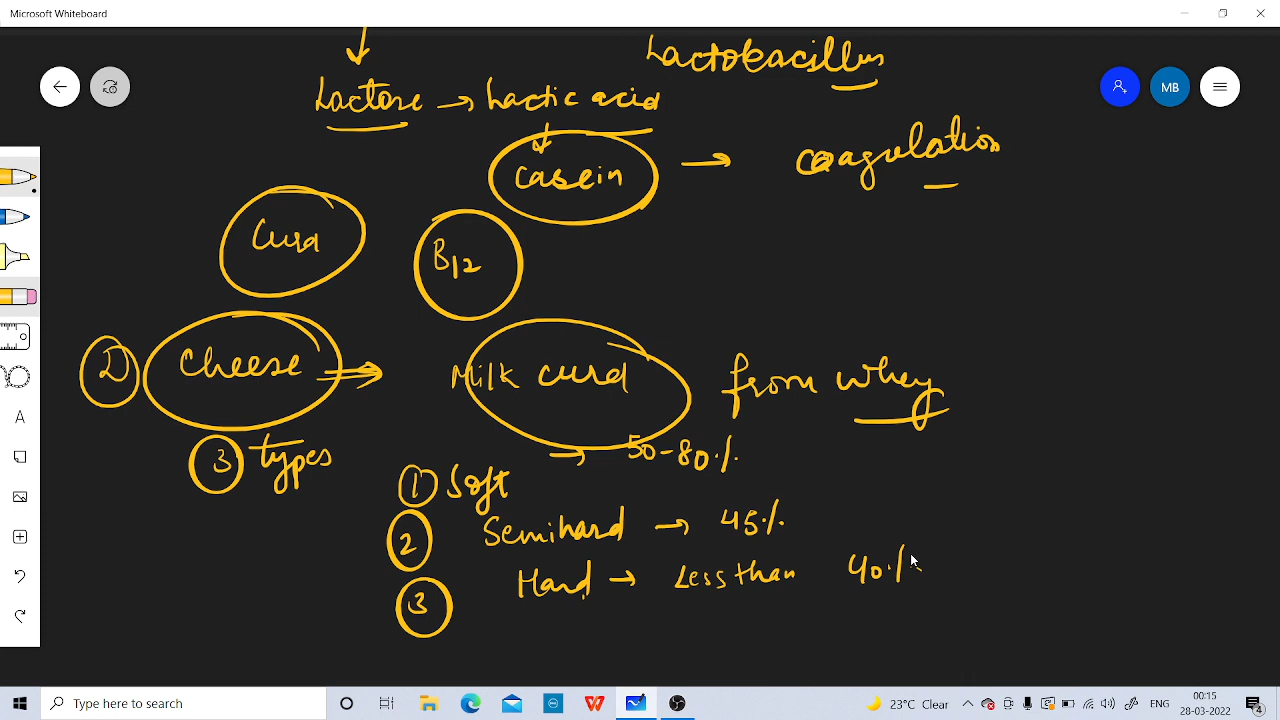 Microsoft Whiteboard
Lactobacillus
Lactose → Lactic acid
MB
Casein → coagulation
Curd
B12
2 Cheese ⇒ Milk curd from whey
3 types
→ 50-80%
1 Soft
2 Semihard → 45%
3 Hard → Less than 40%
A
Type here to search
23°C Clear
ENG
00:15
28-03-2022
4